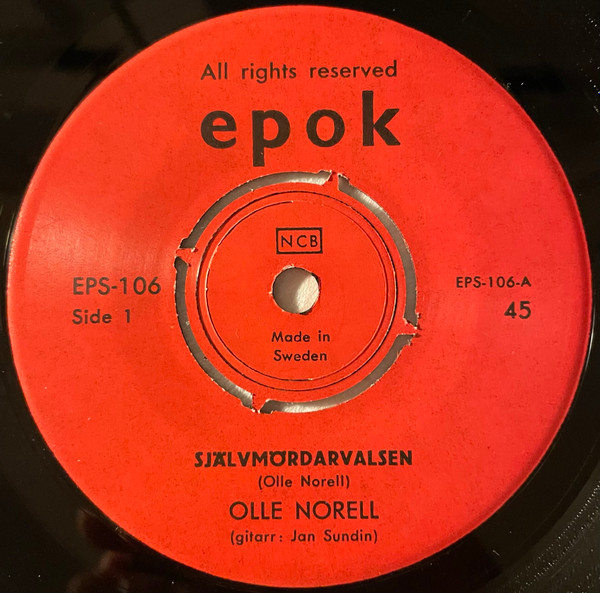 All rights reserved
epok
NCB
EPS-106
Side 1
EPS-106-A
45
Made in
Sweden
SJÄLVMÖRDARVALSEN
(Olle Norell)
OLLE NORELL
(gitarr: Jan Sundin)